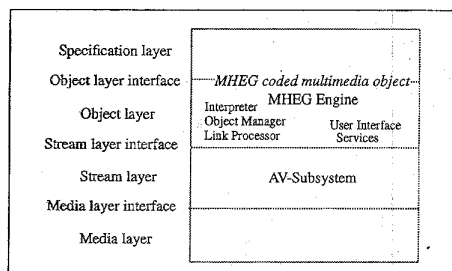 Specification layer
Object layer interface MHEG coded multimedia object
MHEG Engine
Object layer Interpreter
Object Manager
Link Processor User Interface
Services
Stream layer interface
Stream layer AV-Subsystem
Media layer interface
Media layer